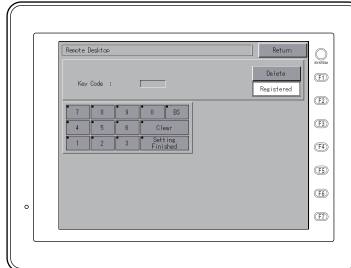 Remote Desktop
Return
SYSTEM
Key Code :
Delete
Registered
7 8 9 0 BS
4 5 6 Clear
1 2 3 Setting
Finished
F1
F2
F3
F4
F5
F6
F7